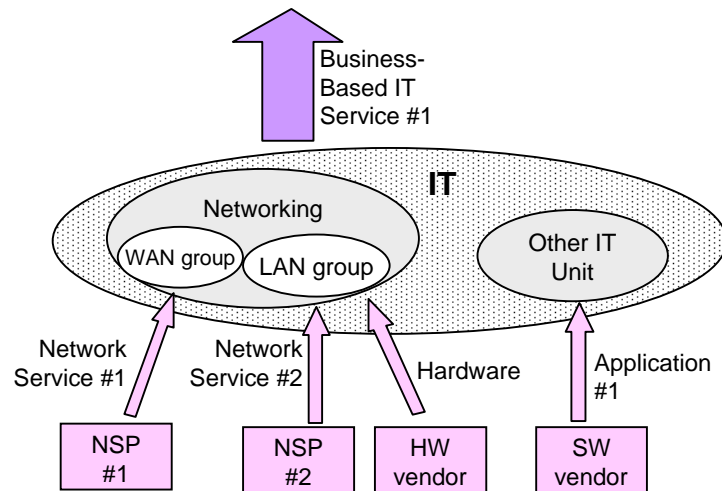 Business-
Based IT
Service #1
IT
Networking
WAN group
LAN group
Other IT
Unit
Network
Service #1
Network
Service #2
Hardware
Application
#1
NSP
#1
NSP
#2
HW
vendor
SW
vendor